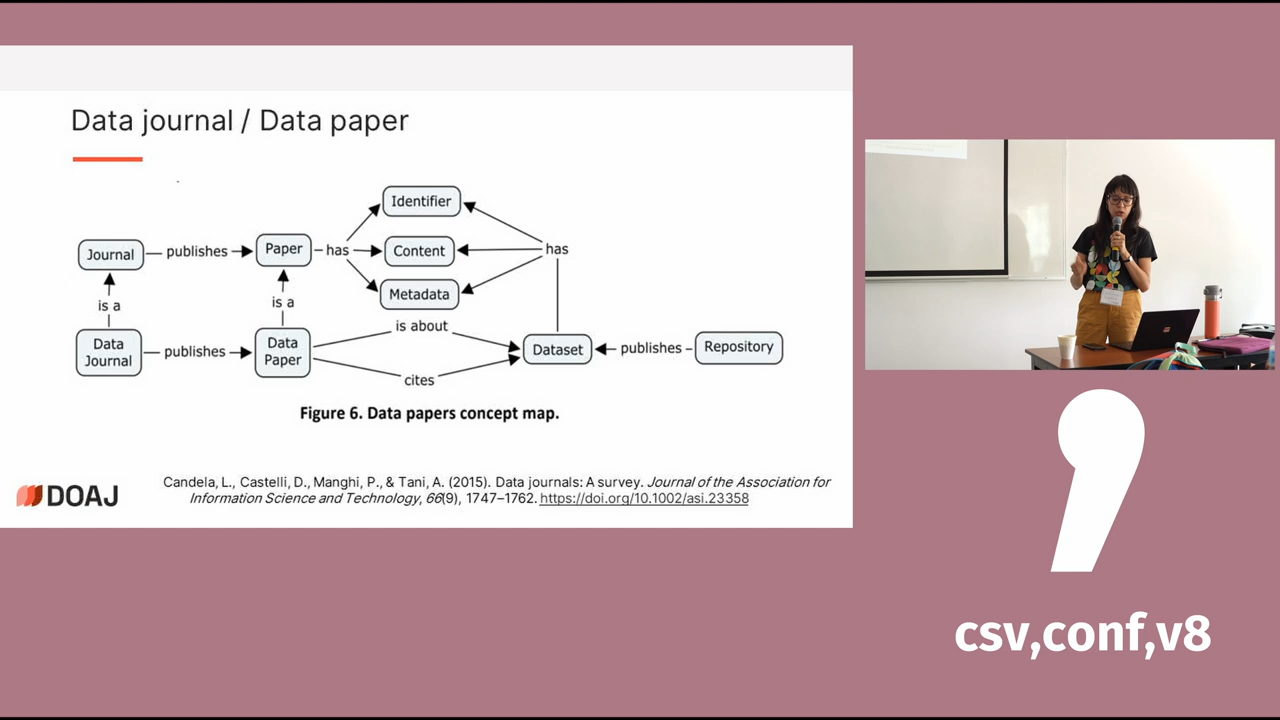 Data journal / Data paper
Identifier
Journal
publishes
Paper
has
Content
has
Metadata
is a
is a
is about
Data
Journal
publishes
Data
Paper
Dataset
publishes
Repository
cites
Figure 6. Data papers concept map.
DOAJ
Candela, L., Castelli, D., Manghi, P., & Tani, A. (2015). Data journals: A survey. Journal of the Association for
Information Science and Technology, 66(9), 1747–1762. https://doi.org/10.1002/asi.23358
csv,conf,v8